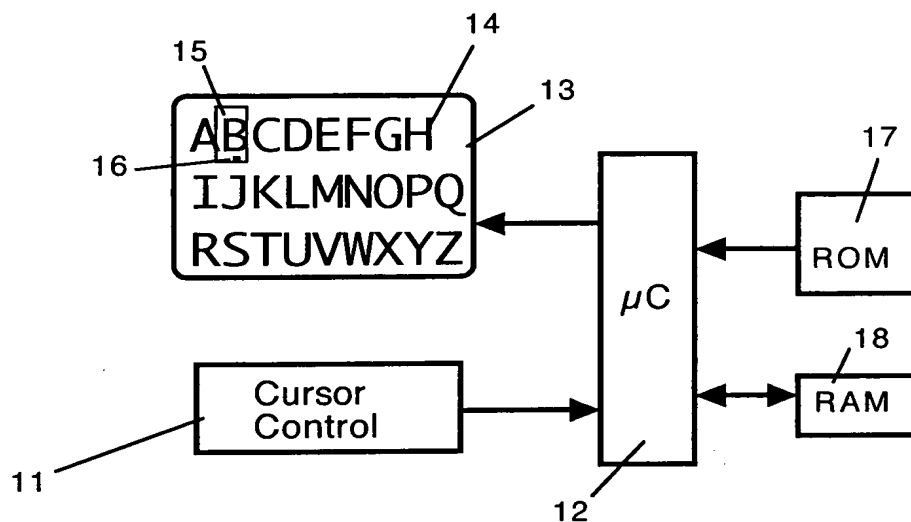 14
15
13
ABCDEFGH
16
17
IJKLMNOPQ
RSTUVWXYZ
ROM
µC
18
Cursor
Control
RAM
11
12